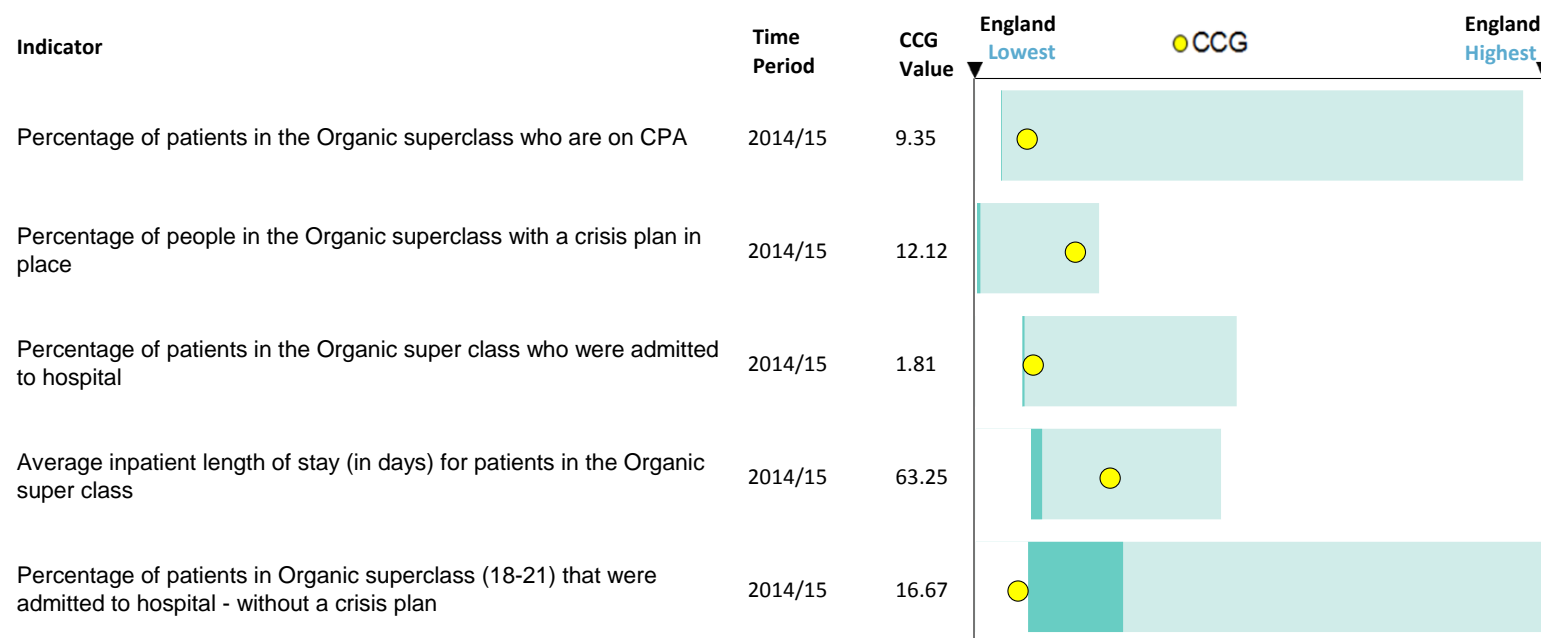 Indicator
Time
Period
CCG
Value
England
Lowest
CCG
England
Highest
Percentage of patients in the Organic superclass who are on CPA
2014/15
9.35
Percentage of people in the Organic superclass with a crisis plan in
place
2014/15
12.12
Percentage of patients in the Organic super class who were admitted
to hospital
2014/15
1.81
Average inpatient length of stay (in days) for patients in the Organic
super class
2014/15
63.25
Percentage of patients in Organic superclass (18-21) that were
admitted to hospital - without a crisis plan
2014/15
16.67